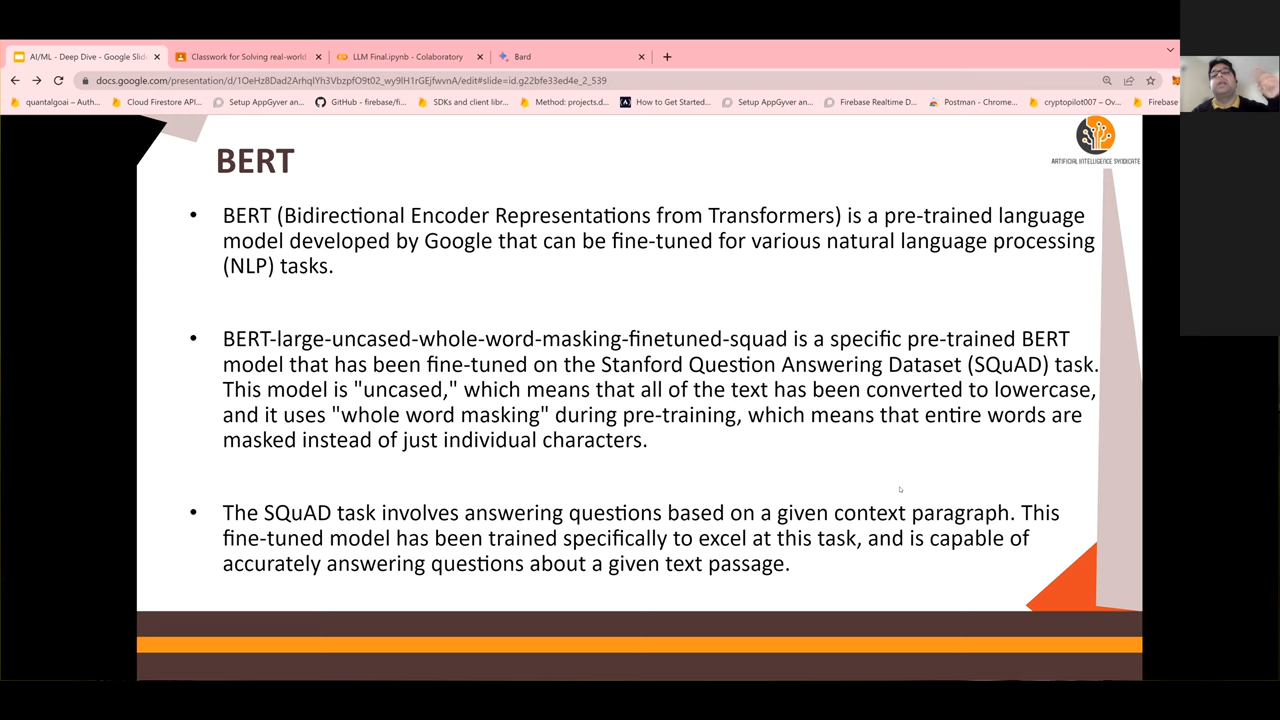 AI/ML - Deep Dive - Google Slid
Classwork for Solving real-world
LLM Final.ipynb - Colaboratory
Bard
docs.google.com/presentation/d/1OeHz8Dad2ArhqIYh3VbzpfO9t02_wy9lH1rGEjfwvnA/edit#slide=id.g22bfe33ed4e_2_539
quantalgoai – Auth...
Cloud Firestore API...
Setup AppGyver an...
GitHub - firebase/fi...
SDKs and client libr...
Method: projects.d...
How to Get Started...
Setup AppGyver an...
Firebase Realtime D...
Postman - Chrome...
cryptopilot007 – Ov...
Firebase
ARTIFICIAL INTELLIGENCE SYNDICATE
BERT
• BERT (Bidirectional Encoder Representations from Transformers) is a pre-trained language
model developed by Google that can be fine-tuned for various natural language processing
(NLP) tasks.
• BERT-large-uncased-whole-word-masking-finetuned-squad is a specific pre-trained BERT
model that has been fine-tuned on the Stanford Question Answering Dataset (SQuAD) task.
This model is "uncased," which means that all of the text has been converted to lowercase,
and it uses "whole word masking" during pre-training, which means that entire words are
masked instead of just individual characters.
• The SQuAD task involves answering questions based on a given context paragraph. This
fine-tuned model has been trained specifically to excel at this task, and is capable of
accurately answering questions about a given text passage.